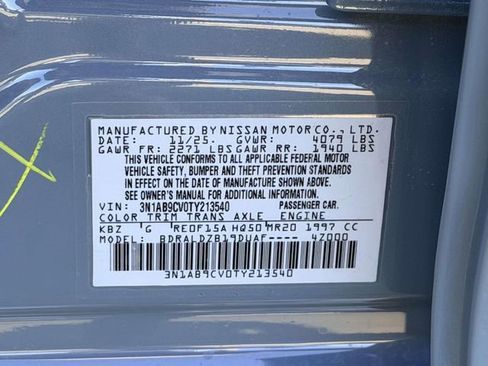 MANUFACTURED BY NISSAN MOTOR CO., LTD.
DATE: 11/25. GVWR: 4079 LBS
GAWR FR: 2271 LBS GAWR RR: 1940 LBS
THIS VEHICLE CONFORMS TO ALL APPLICABLE FEDERAL MOTOR
VEHICLE SAFETY, BUMPER AND THEFT PREVENTION STANDARDS
IN EFFECT ON THE DATE OF MANUFACTURE SHOWN ABOVE.
SEE OWNER'S MANUAL FOR ADDED INFORMATION.
VIN: 3N1AB9CV0TY213540 PASSENGER CAR.
COLOR TRIM TRANS AXLE ENGINE
KBZ G RE0F15A HQ50 MR20 1997 CC
MODEL: BDRALDZB19DUAF---- 4Z000
3N1AB9CV0TY213540